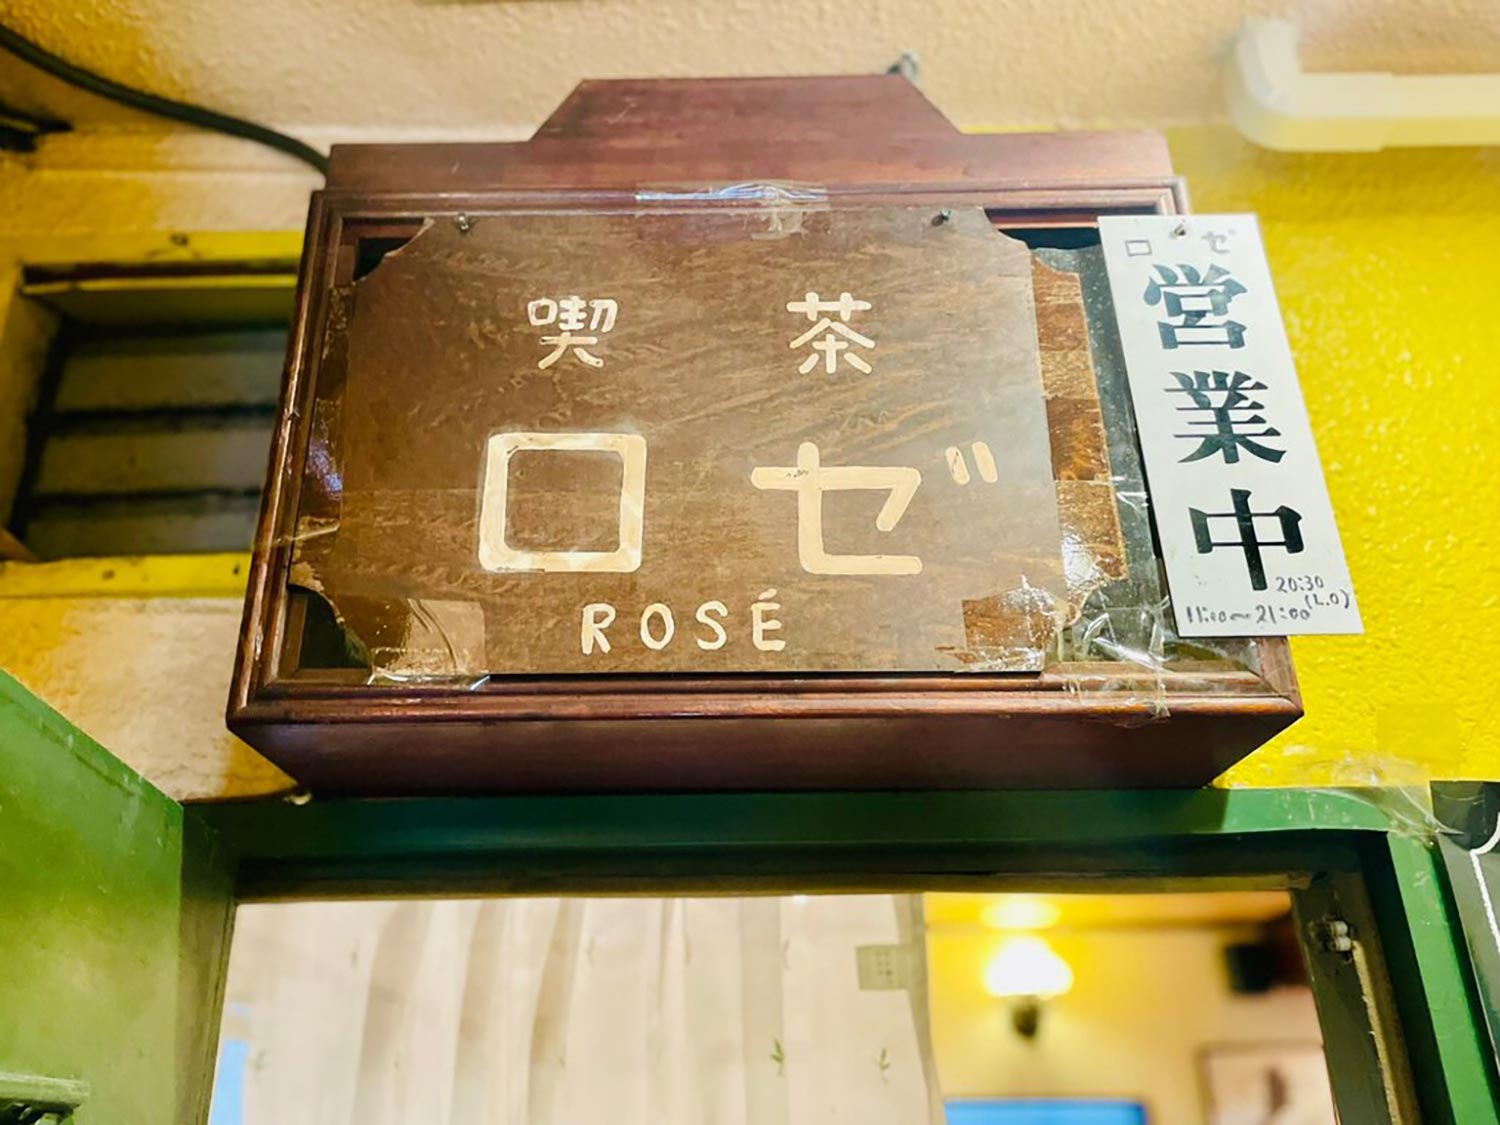 喫茶
ロゼ
ROSÉ
ロゼ
営業中
20:30
(L.O)
11:00〜21:00